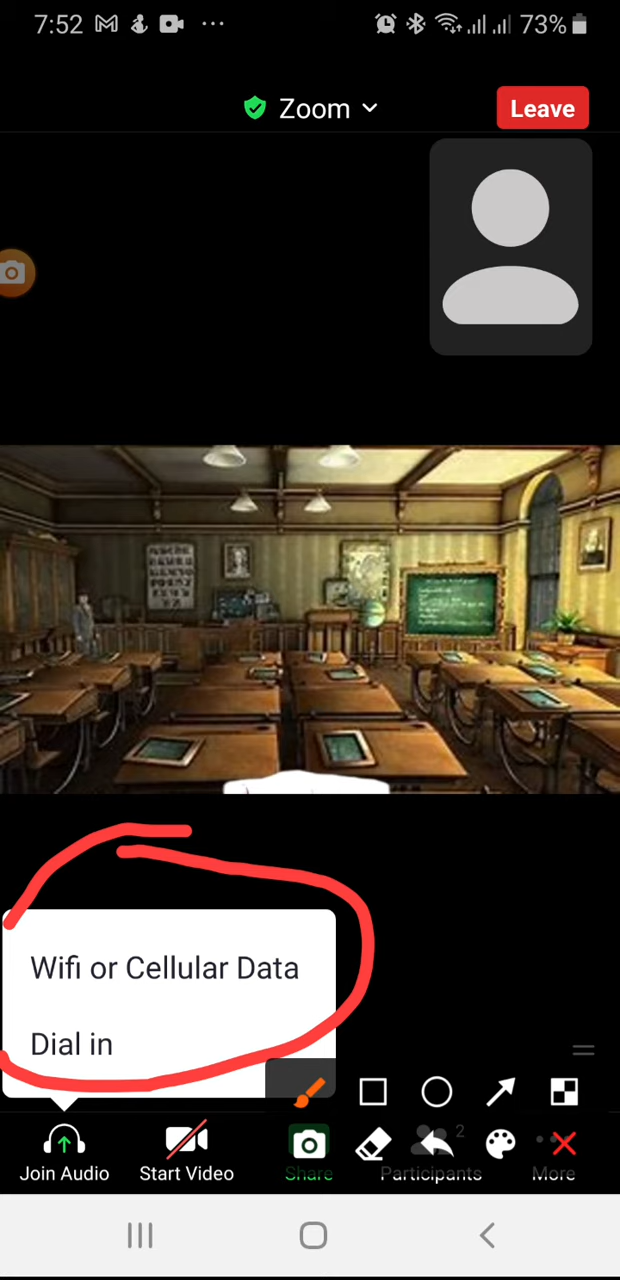 7:52
73%
Zoom
Leave
Wifi or Cellular Data
Dial in
2
Join Audio
Start Video
Share
Participants
More